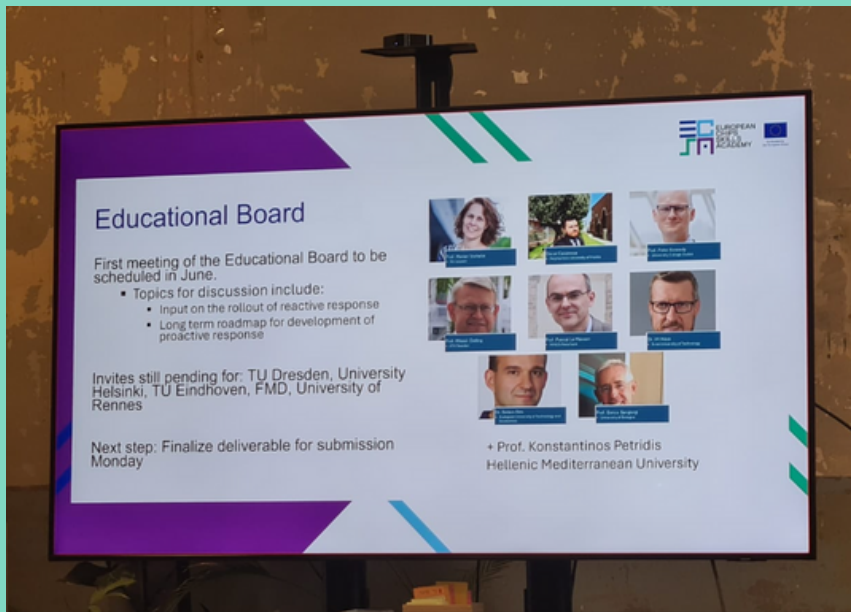 EUROPEAN
CHIPS
SKILLS
ACADEMY
Educational Board
First meeting of the Educational Board to be
scheduled in June.
▪ Topics for discussion include:
▪ Input on the rollout of reactive response
▪ Long term roadmap for development of
proactive response
Invites still pending for: TU Dresden, University
Helsinki, TU Eindhoven, FMD, University of
Rennes
Next step: Finalize deliverable for submission
Monday
+ Prof. Konstantinos Petridis
Hellenic Mediterranean University